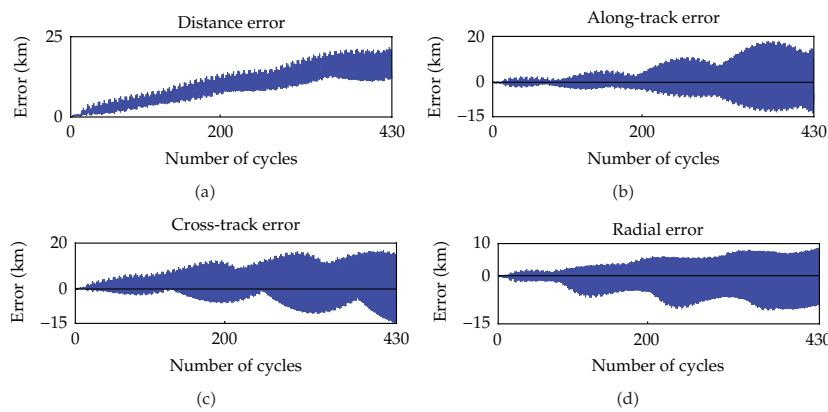 Distance error
25
Error (km)
0
0 200 430
Number of cycles
(a)
Along-track error
20
Error (km)
0
−15
0 200 430
Number of cycles
(b)
Cross-track error
20
Error (km)
0
−15
0 200 430
Number of cycles
(c)
Radial error
10
Error (km)
0
−15
0 200 430
Number of cycles
(d)